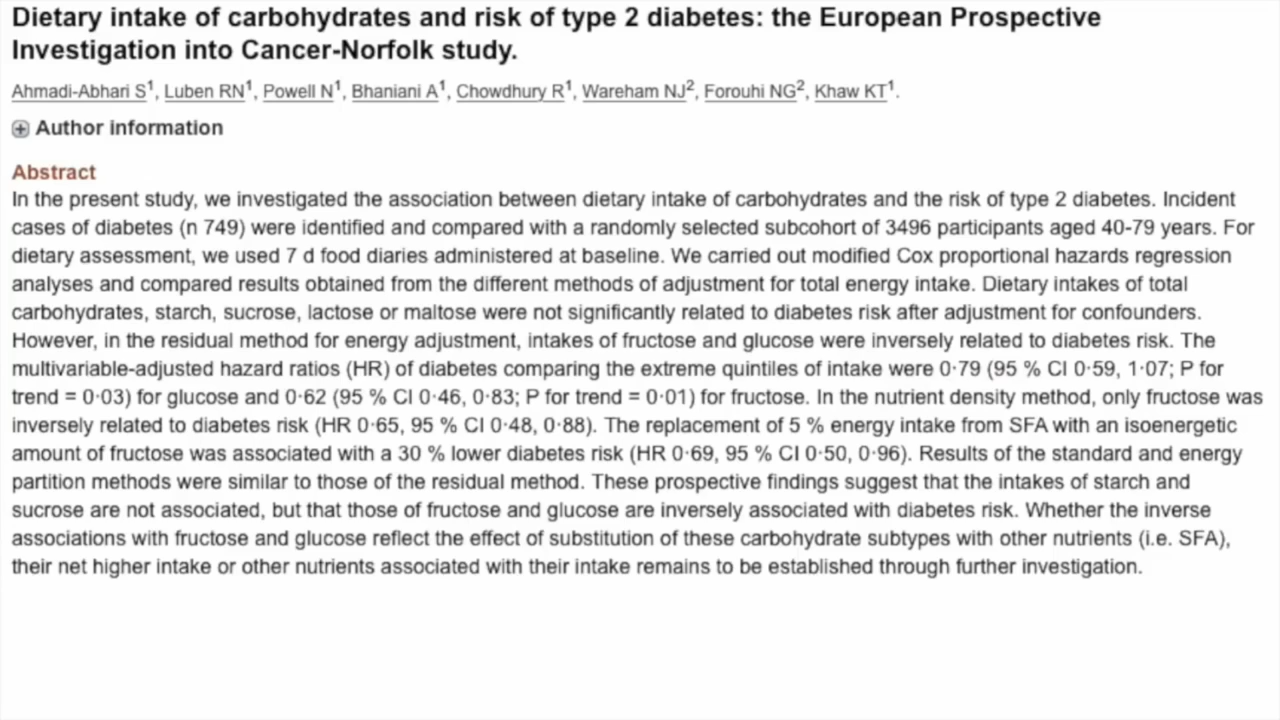 Dietary intake of carbohydrates and risk of type 2 diabetes: the European Prospective
Investigation into Cancer-Norfolk study.
Ahmadi-Abhari S1, Luben RN1, Powell N1, Bhaniani A1, Chowdhury R1, Wareham NJ2, Forouhi NG2, Khaw KT1.
Author information
Abstract
In the present study, we investigated the association between dietary intake of carbohydrates and the risk of type 2 diabetes. Incident
cases of diabetes (n 749) were identified and compared with a randomly selected subcohort of 3496 participants aged 40-79 years. For
dietary assessment, we used 7 d food diaries administered at baseline. We carried out modified Cox proportional hazards regression
analyses and compared results obtained from the different methods of adjustment for total energy intake. Dietary intakes of total
carbohydrates, starch, sucrose, lactose or maltose were not significantly related to diabetes risk after adjustment for confounders.
However, in the residual method for energy adjustment, intakes of fructose and glucose were inversely related to diabetes risk. The
multivariable-adjusted hazard ratios (HR) of diabetes comparing the extreme quintiles of intake were 0·79 (95 % CI 0·59, 1·07; P for
trend = 0·03) for glucose and 0·62 (95 % CI 0·46, 0·83; P for trend = 0·01) for fructose. In the nutrient density method, only fructose was
inversely related to diabetes risk (HR 0·65, 95 % CI 0·48, 0·88). The replacement of 5 % energy intake from SFA with an isoenergetic
amount of fructose was associated with a 30 % lower diabetes risk (HR 0·69, 95 % CI 0·50, 0·96). Results of the standard and energy
partition methods were similar to those of the residual method. These prospective findings suggest that the intakes of starch and
sucrose are not associated, but that those of fructose and glucose are inversely associated with diabetes risk. Whether the inverse
associations with fructose and glucose reflect the effect of substitution of these carbohydrate subtypes with other nutrients (i.e. SFA),
their net higher intake or other nutrients associated with their intake remains to be established through further investigation.